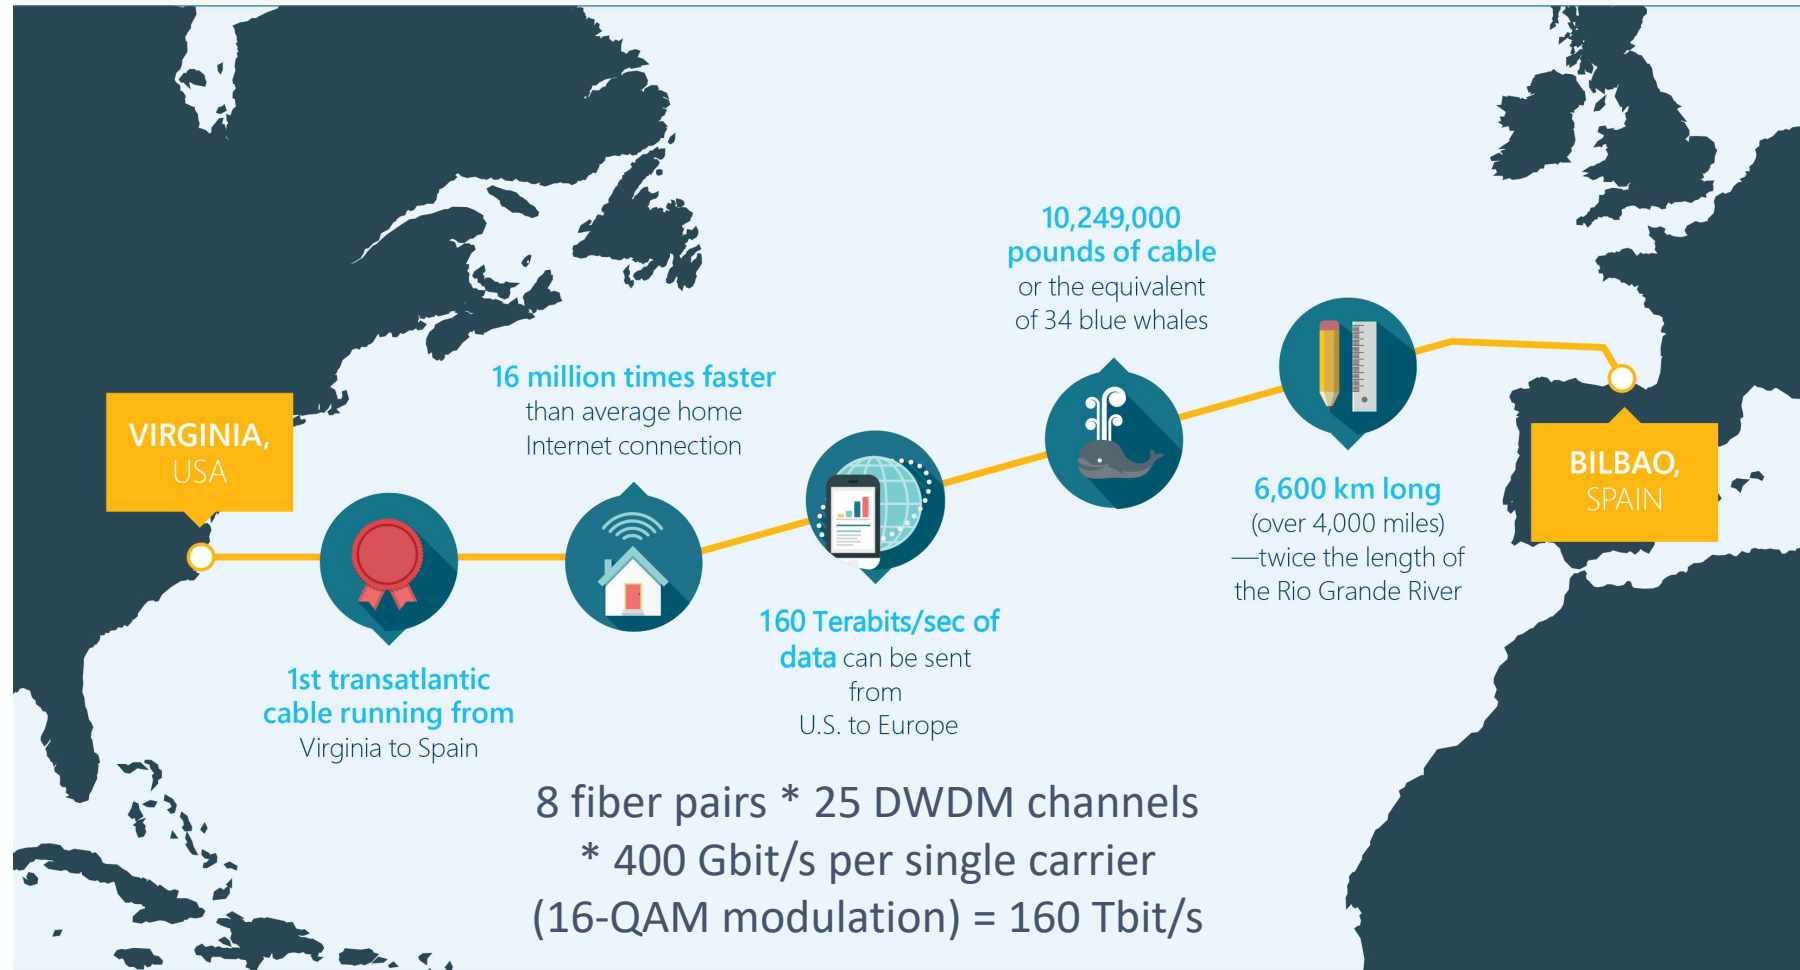 VIRGINIA,
USA
1st transatlantic
cable running from
Virginia to Spain
16 million times faster
than average home
Internet connection
160 Terabits/sec of
data can be sent
from
U.S. to Europe
10,249,000
pounds of cable
or the equivalent
of 34 blue whales
6,600 km long
(over 4,000 miles)
—twice the length of
the Rio Grande River
BILBAO,
SPAIN
8 fiber pairs * 25 DWDM channels
* 400 Gbit/s per single carrier
(16-QAM modulation) = 160 Tbit/s